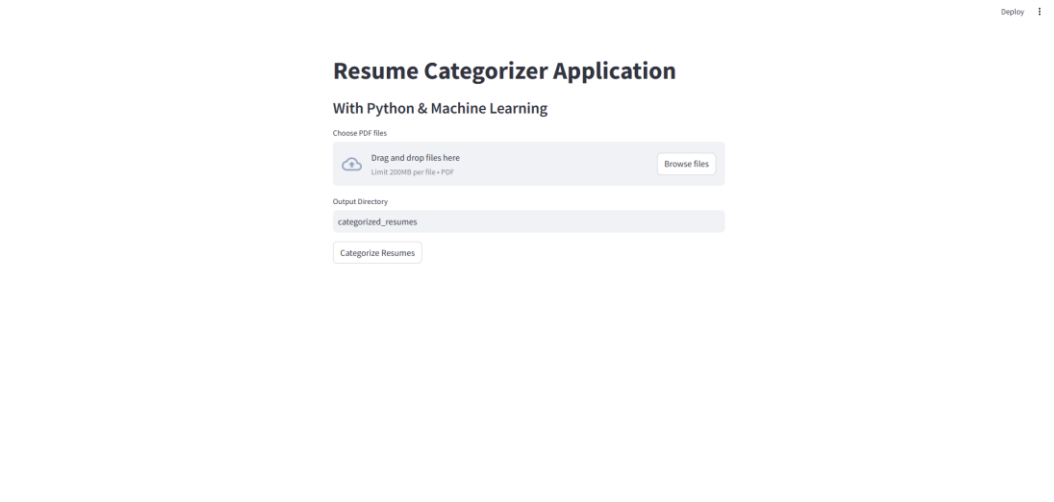 Deploy
Resume Categorizer Application
With Python & Machine Learning
Choose PDF files
Drag and drop files here
Limit 200MB per file • PDF
Browse files
Output Directory
categorized_resumes
Categorize Resumes